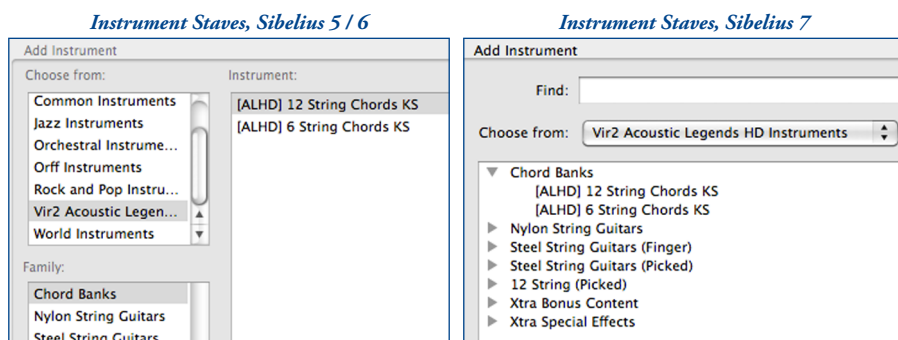 Instrument Staves, Sibelius 5 / 6
Add Instrument
Choose from:
Common Instruments
Jazz Instruments
Orchestral Instrume...
Orff Instruments
Rock and Pop Instru...
Vir2 Acoustic Legen...
World Instruments
Family:
Chord Banks
Nylon String Guitars
Steel String Guitars
Instrument:
[ALHD] 12 String Chords KS
[ALHD] 6 String Chords KS
Instrument Staves, Sibelius 7
Add Instrument
Find:
Choose from: Vir2 Acoustic Legends HD Instruments
Chord Banks
[ALHD] 12 String Chords KS
[ALHD] 6 String Chords KS
Nylon String Guitars
Steel String Guitars (Finger)
Steel String Guitars (Picked)
12 String (Picked)
Xtra Bonus Content
Xtra Special Effects